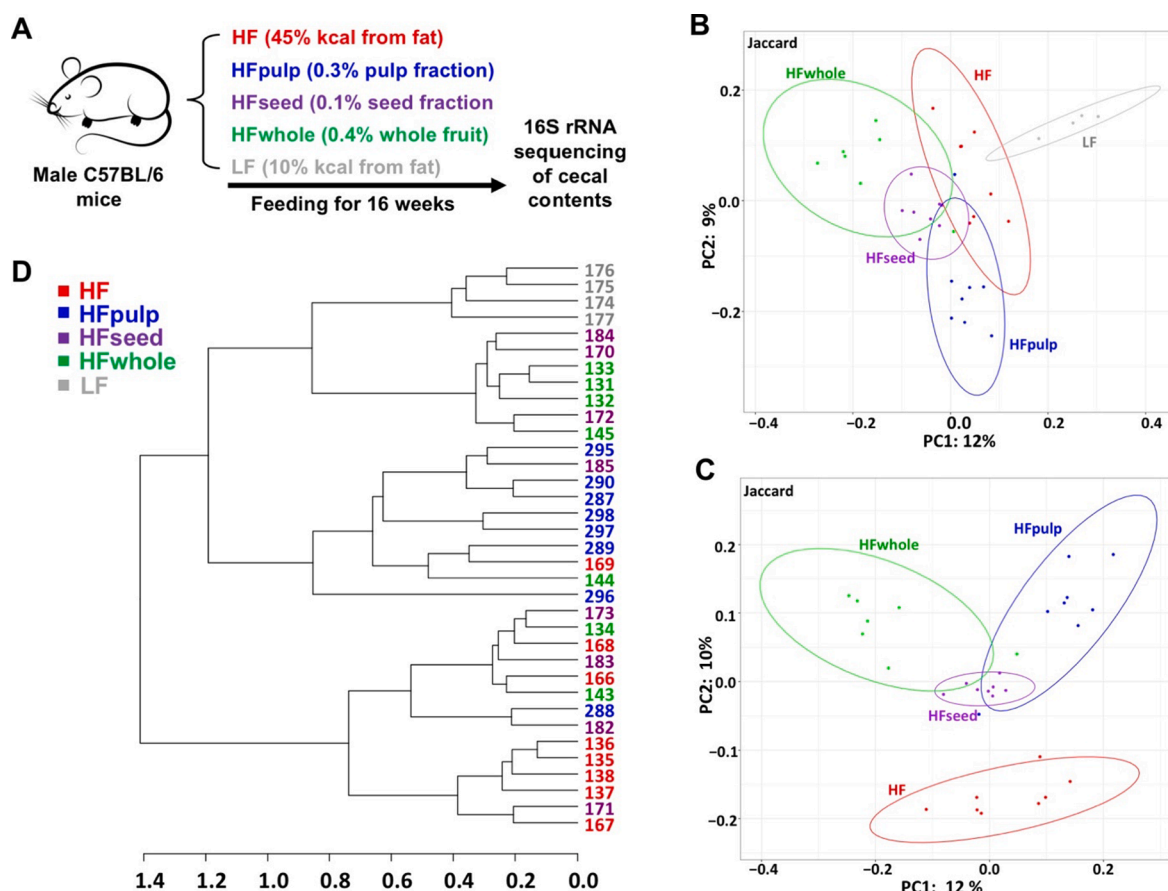 A
HF (45% kcal from fat)
HFpulp (0.3% pulp fraction)
HFseed (0.1% seed fraction
HFwhole (0.4% whole fruit)
LF (10% kcal from fat)
Male C57BL/6
mice
Feeding for 16 weeks
16S rRNA
sequencing
of cecal
contents
B
Jaccard
HFwhole
HF
LF
HFseed
HFpulp
0.2
0.0
−0.2
PC2: 9%
−0.4
−0.2
0.0
0.2
0.4
PC1: 12%
C
Jaccard
HFpulp
HFwhole
HFseed
HF
0.2
0.1
0.0
−0.1
−0.2
PC2: 10%
−0.4
−0.2
0.0
0.2
PC1: 12 %
D
HF
HFpulp
HFseed
HFwhole
LF
176
175
174
177
184
170
133
131
132
172
145
295
185
290
287
298
297
289
169
144
296
173
134
168
183
166
143
288
182
136
135
138
137
171
167
1.4 1.2 1.0 0.8 0.6 0.4 0.2 0.0